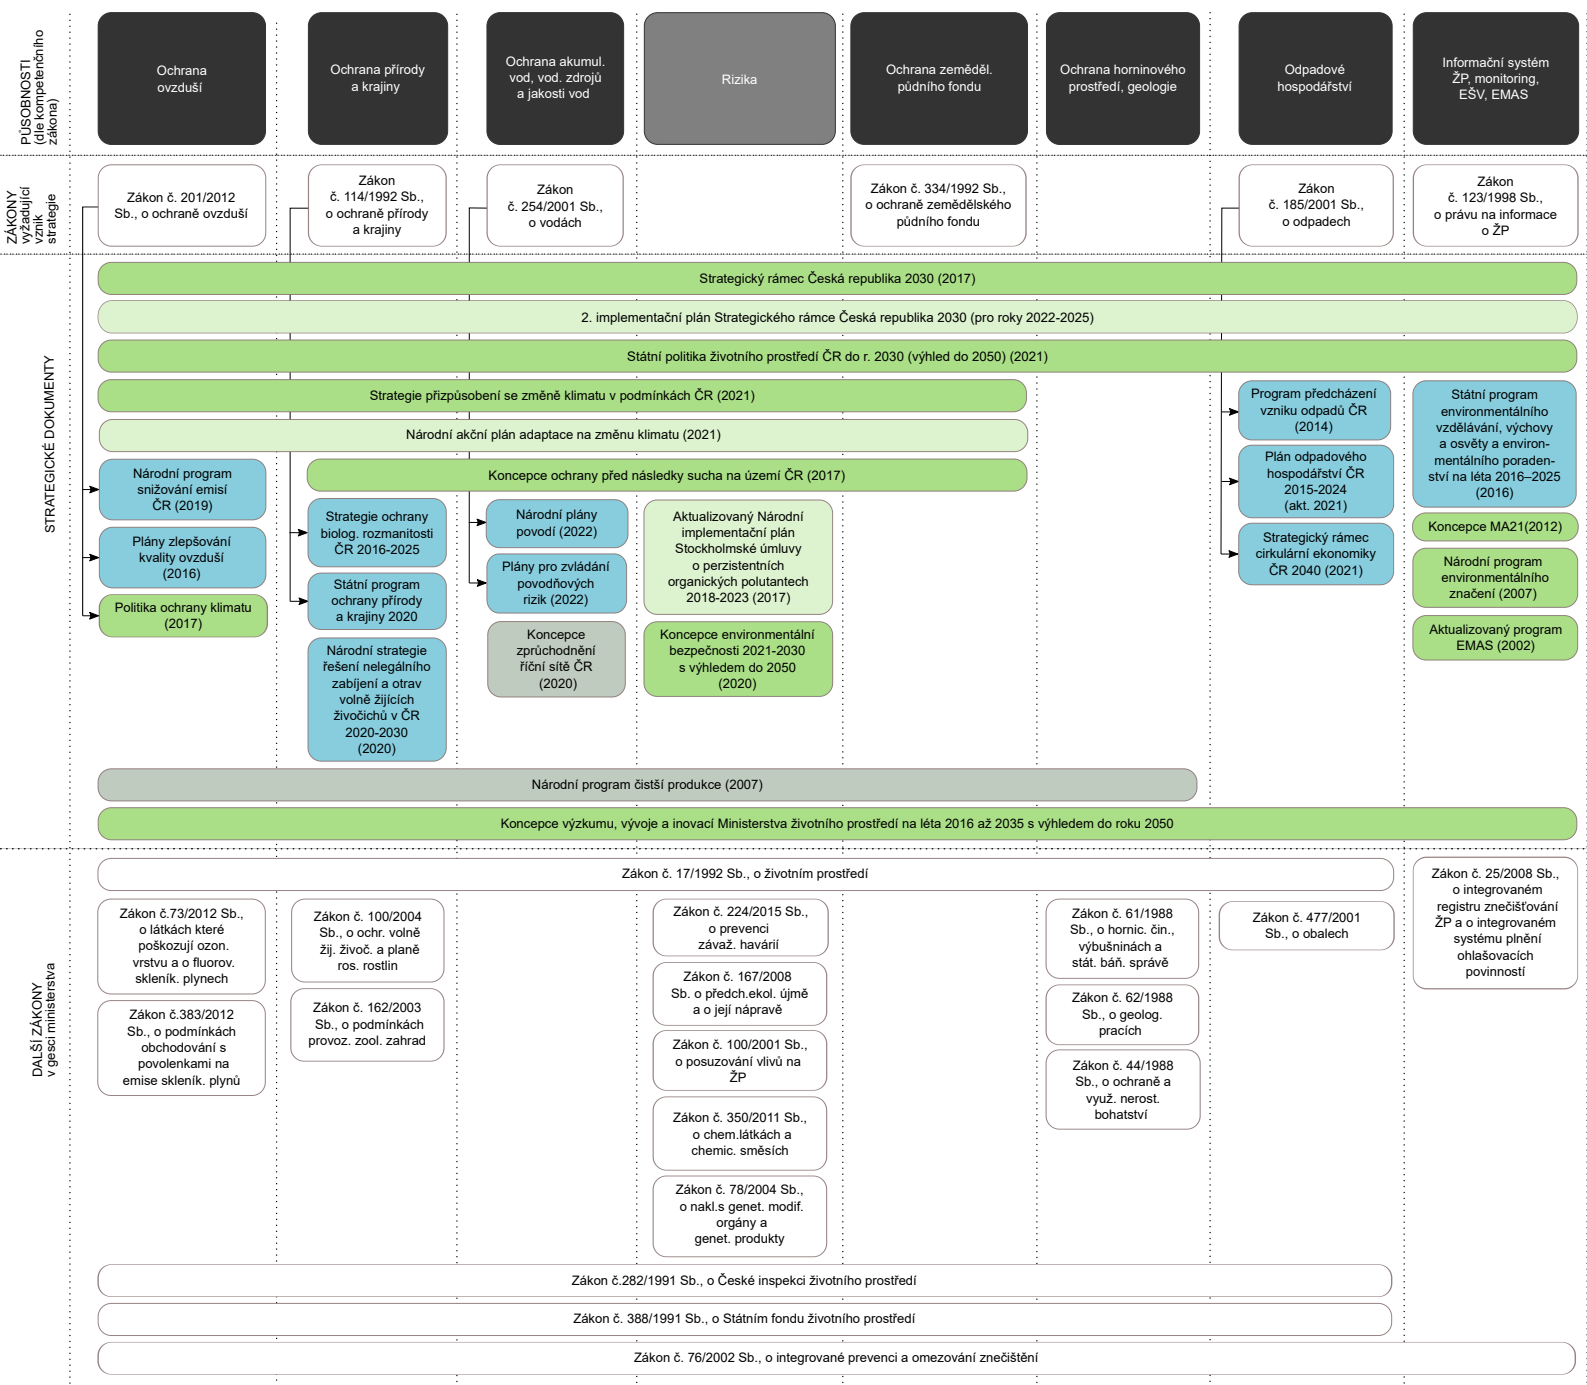 PŮSOBNOSTI
(dle kompetenčního
zákona)
Ochrana
ovzduší
Ochrana přírody
a krajiny
Ochrana akumul.
vod, vod. zdrojů
a jakosti vod
Rizika
Ochrana zeměděl.
půdního fondu
Ochrana horninového
prostředí, geologie
Odpadové
hospodářství
Informační systém
ŽP, monitoring,
EŠV, EMAS
ZÁKONY
vyžadující
vznik
strategie
Zákon č. 201/2012
Sb., o ochraně ovzduší
Zákon
č. 114/1992 Sb.,
o ochraně přírody
a krajiny
Zákon
č. 254/2001 Sb.,
o vodách
Zákon č. 334/1992 Sb.,
o ochraně zemědělského
půdního fondu
Zákon
č. 185/2001 Sb.,
o odpadech
Zákon
č. 123/1998 Sb.,
o právu na informace
o ŽP
STRATEGICKÉ DOKUMENTY
Strategický rámec Česká republika 2030 (2017)
2. implementační plán Strategického rámce Česká republika 2030 (pro roky 2022-2025)
Státní politika životního prostředí ČR do r. 2030 (výhled do 2050) (2021)
Strategie přizpůsobení se změně klimatu v podmínkách ČR (2021)
Národní akční plán adaptace na změnu klimatu (2021)
Koncepce ochrany před následky sucha na území ČR (2017)
Národní program
snižování emisí
ČR (2019)
Plány zlepšování
kvality ovzduší
(2016)
Politika ochrany klimatu
(2017)
Strategie ochrany
biolog. rozmanitosti
ČR 2016-2025
Státní program
ochrany přírody
a krajiny 2020
Národní strategie
řešení nelegálního
zabíjení a otrav
volně žijících
živočichů v ČR
2020-2030
(2020)
Národní plány
povodí (2022)
Plány pro zvládání
povodňových
rizik (2022)
Koncepce
zprůchodnění
říční sítě ČR
(2020)
Aktualizovaný Národní
implementační plán
Stockholmské úmluvy
o perzistentních
organických polutantech
2018-2023 (2017)
Koncepce environmentální
bezpečnosti 2021-2030
s výhledem do 2050
(2020)
Program předcházení
vzniku odpadů ČR
(2014)
Plán odpadového
hospodářství ČR
2015-2024
(akt. 2021)
Strategický rámec
cirkulární ekonomiky
ČR 2040 (2021)
Státní program
environmentálního
vzdělávání, výchovy
a osvěty a environ-
mentálního poraden-
ství na léta 2016–2025
(2016)
Koncepce MA21(2012)
Národní program
environmentálního
značení (2007)
Aktualizovaný program
EMAS (2002)
Národní program čistší produkce (2007)
Koncepce výzkumu, vývoje a inovací Ministerstva životního prostředí na léta 2016 až 2035 s výhledem do roku 2050
DALŠÍ ZÁKONY
v gesci ministerstva
Zákon č. 17/1992 Sb., o životním prostředí
Zákon č.73/2012 Sb.,
o látkách které
poškozují ozon.
vrstvu a o fluorov.
skleník. plynech
Zákon č.383/2012
Sb., o podmínkách
obchodování s
povolenkami na
emise skleník. plynů
Zákon č. 100/2004
Sb., o ochr. volně
žij. živoč. a planě
ros. rostlin
Zákon č. 162/2003
Sb., o podmínkách
provoz. zool. zahrad
Zákon č. 224/2015 Sb.,
o prevenci
závaž. havárií
Zákon č. 167/2008
Sb. o předch.ekol. újmě
a o její nápravě
Zákon č. 100/2001 Sb.,
o posuzování vlivů na
ŽP
Zákon č. 350/2011 Sb.,
o chem.látkách a
chemic. směsích
Zákon č. 78/2004 Sb.,
o nakl.s genet. modif.
orgány a
genet. produkty
Zákon č. 61/1988
Sb., o hornic. čin.,
výbušninách a
stát. báň. správě
Zákon č. 62/1988
Sb., o geolog.
pracích
Zákon č. 44/1988
Sb., o ochraně a
využ. nerost.
bohatství
Zákon č. 477/2001
Sb., o obalech
Zákon č. 25/2008 Sb.,
o integrovaném
registru znečišťování
ŽP a o integrovaném
systému plnění
ohlašovacích
povinností
Zákon č.282/1991 Sb., o České inspekci životního prostředí
Zákon č. 388/1991 Sb., o Státním fondu životního prostředí
Zákon č. 76/2002 Sb., o integrované prevenci a omezování znečištění